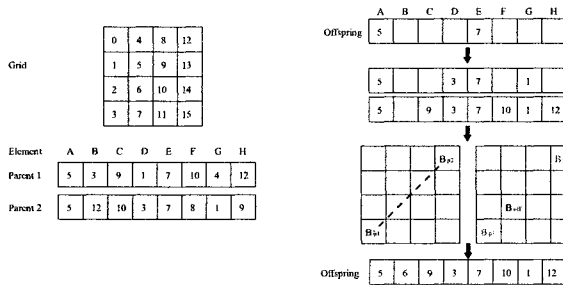 Grid
0 4 8 12
1 5 9 13
2 6 10 14
3 7 11 15
Element A B C D E F G H
Parent 1 5 3 9 1 7 10 4 12
Parent 2 5 12 10 3 7 8 1 9
A B C D E F G H
Offspring 5 7
5 3 7 1
5 9 3 7 10 1 12
Bp2
Bp1
B
Boff
Offspring 5 6 9 3 7 10 1 12